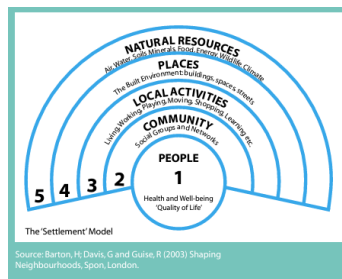 NATURAL RESOURCES
Air, Water, Soils Minerals, Food, Energy, Wildlife, Climate
PLACES
The Built Environment: buildings, spaces, streets
LOCAL ACTIVITIES
Living, Working, Playing, Moving, Shopping, Learning etc
COMMUNITY
Social Groups and Networks
PEOPLE
5 4 3 2 1
Health and Well-being
'Quality of Life'
The 'Settlement' Model
Source: Barton, H; Davis, G and Guise, R (2003) Shaping
Neighbourhoods, Spon, London.